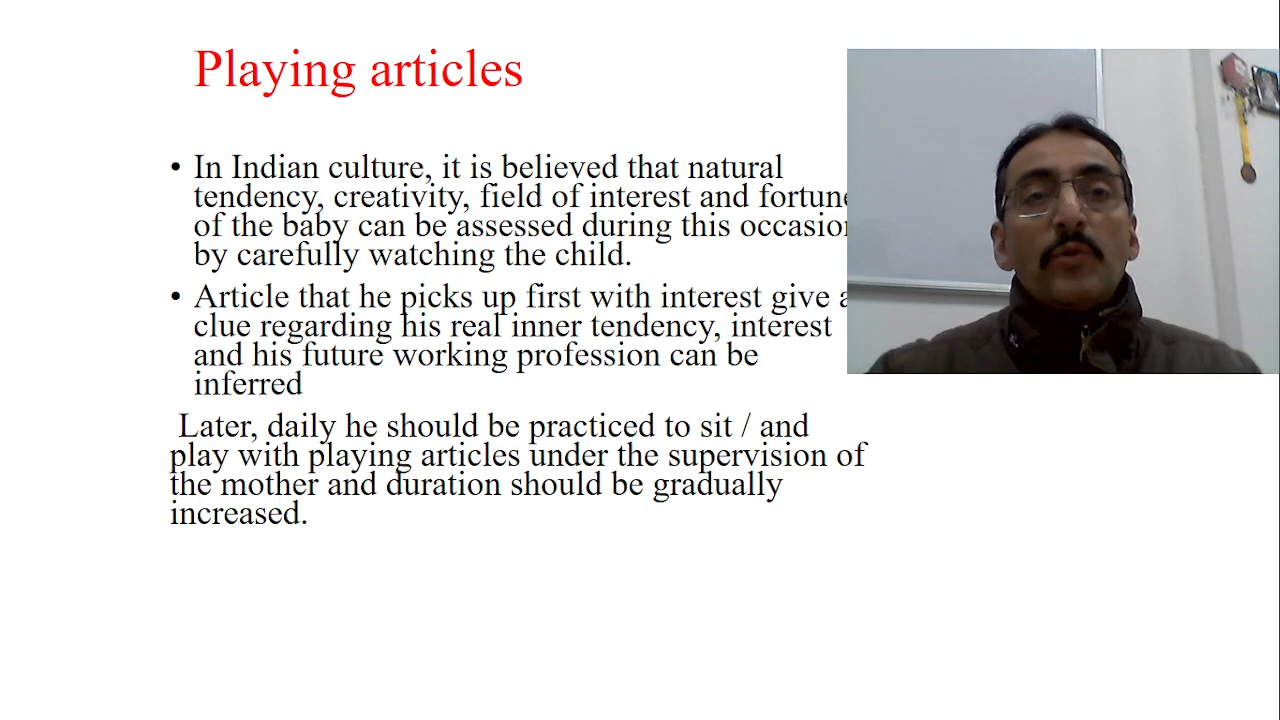 Playing articles
• In Indian culture, it is believed that natural
tendency, creativity, field of interest and fortune
of the baby can be assessed during this occasion
by carefully watching the child.
• Article that he picks up first with interest give a
clue regarding his real inner tendency, interest
and his future working profession can be
inferred
Later, daily he should be practiced to sit / and
play with playing articles under the supervision of
the mother and duration should be gradually
increased.